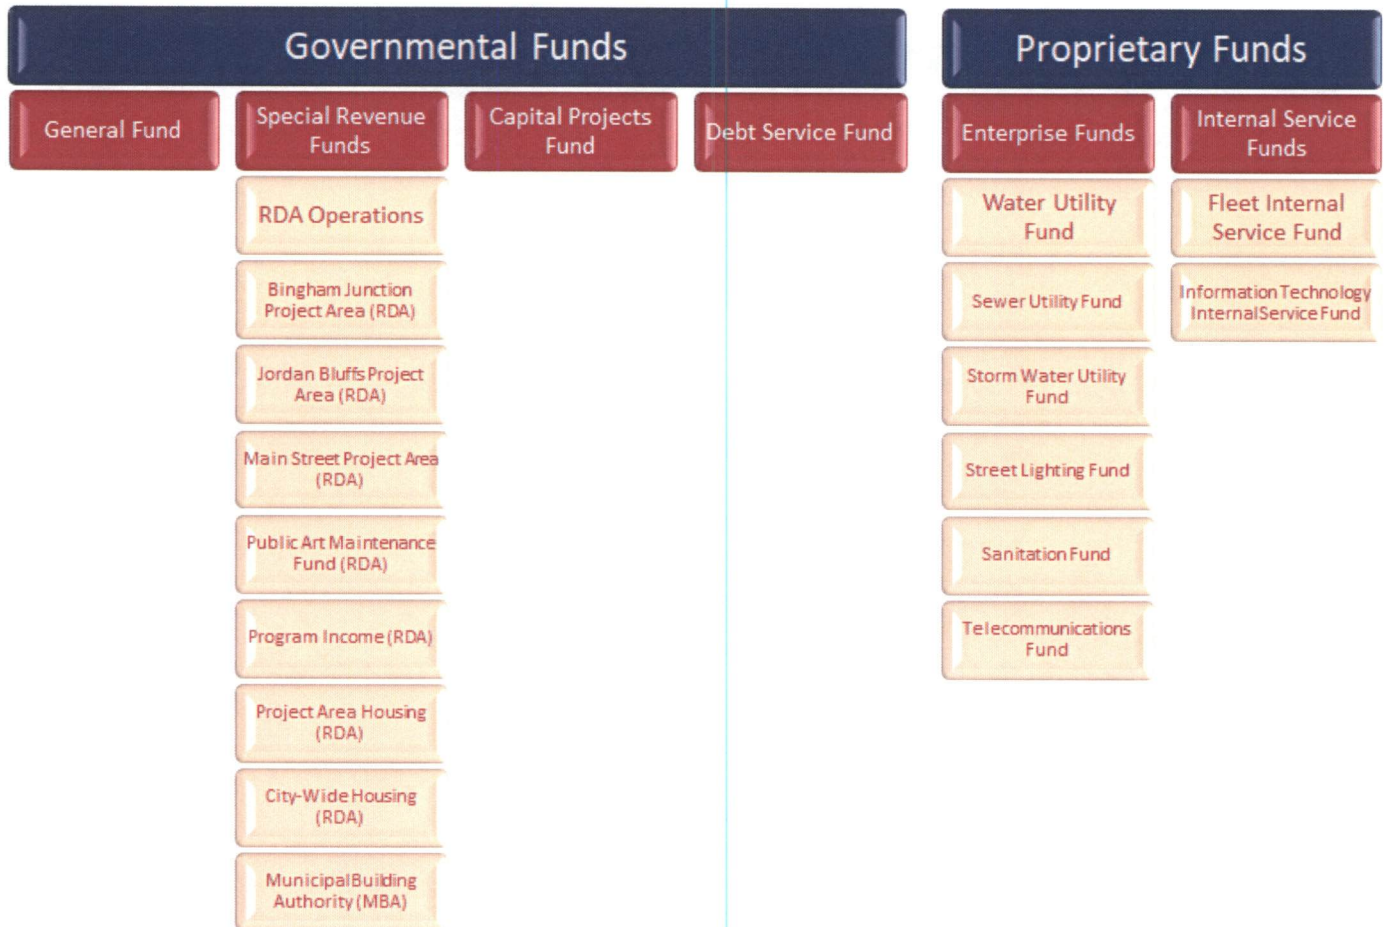 Governmental Funds
Proprietary Funds
General Fund
Special Revenue
Funds
Capital Projects
Fund
Debt Service Fund
Enterprise Funds
Internal Service
Funds
RDA Operations
Bingham Junction
Project Area (RDA)
Jordan Bluffs Project
Area (RDA)
Main Street Project Area
(RDA)
Public Art Maintenance
Fund (RDA)
Program Income (RDA)
Project Area Housing
(RDA)
City-Wide Housing
(RDA)
Municipal Building
Authority (MBA)
Water Utility
Fund
Sewer Utility Fund
Storm Water Utility
Fund
Street Lighting Fund
Sanitation Fund
Telecommunications
Fund
Fleet Internal
Service Fund
Information Technology
Internal Service Fund